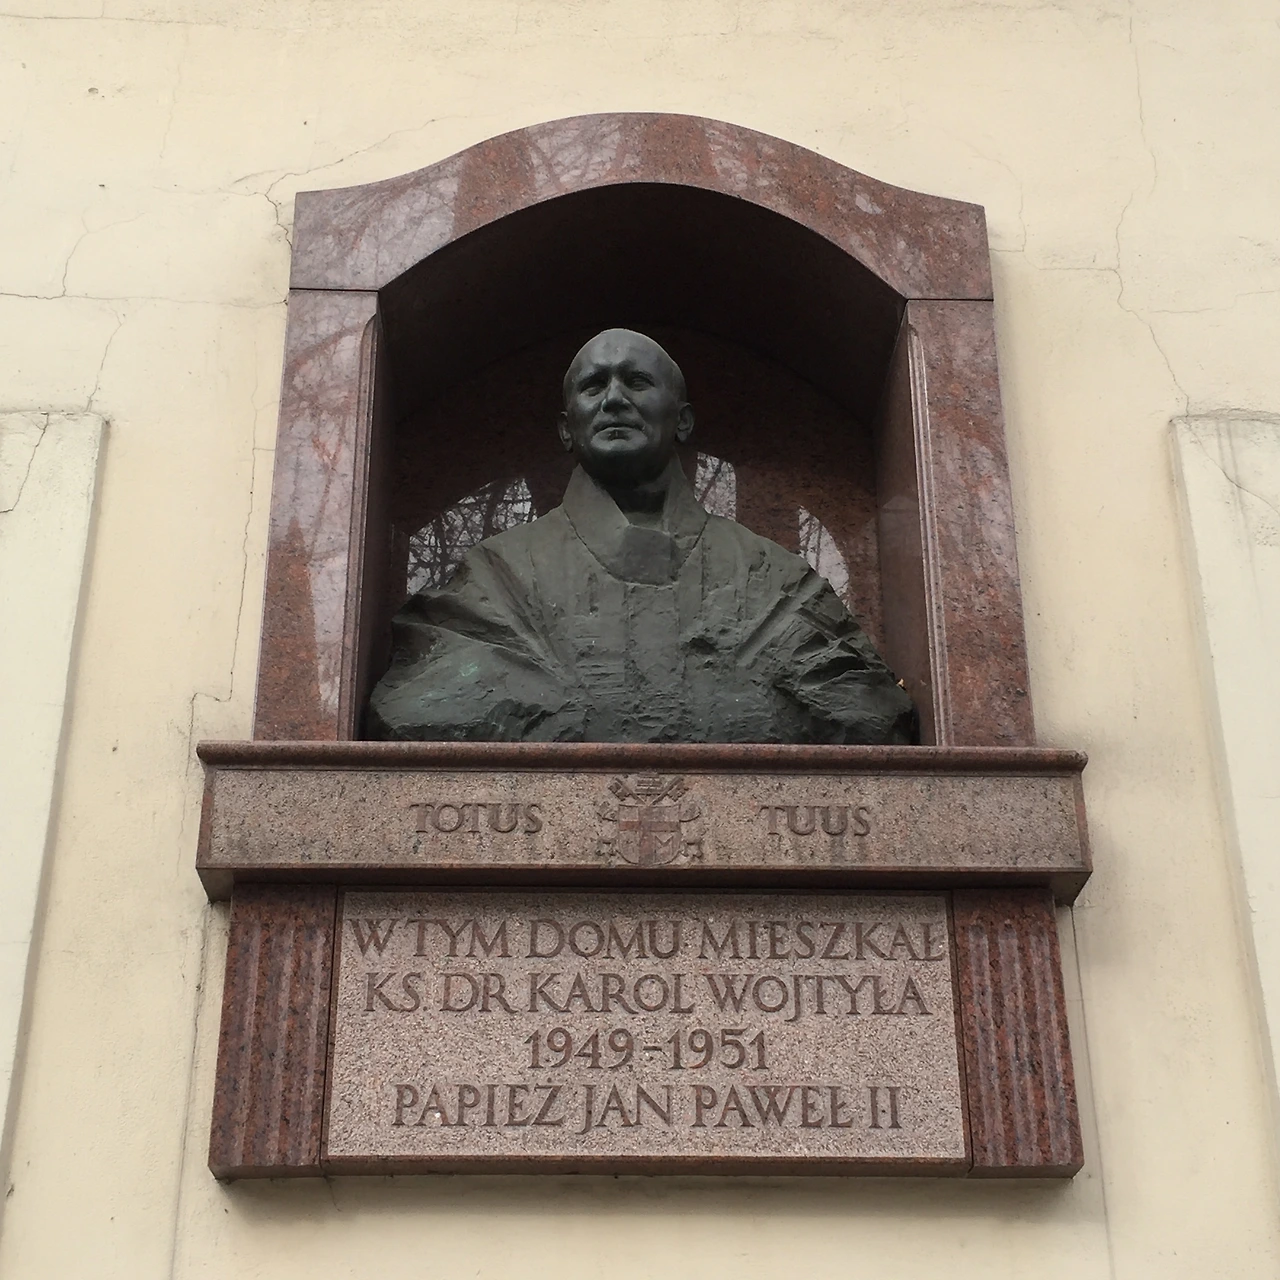 TOTUS TUUS
W TYM DOMU MIESZKAŁ
KS. DR KAROL WOJTYŁA
1949-1951
PAPIEŻ JAN PAWEŁ II